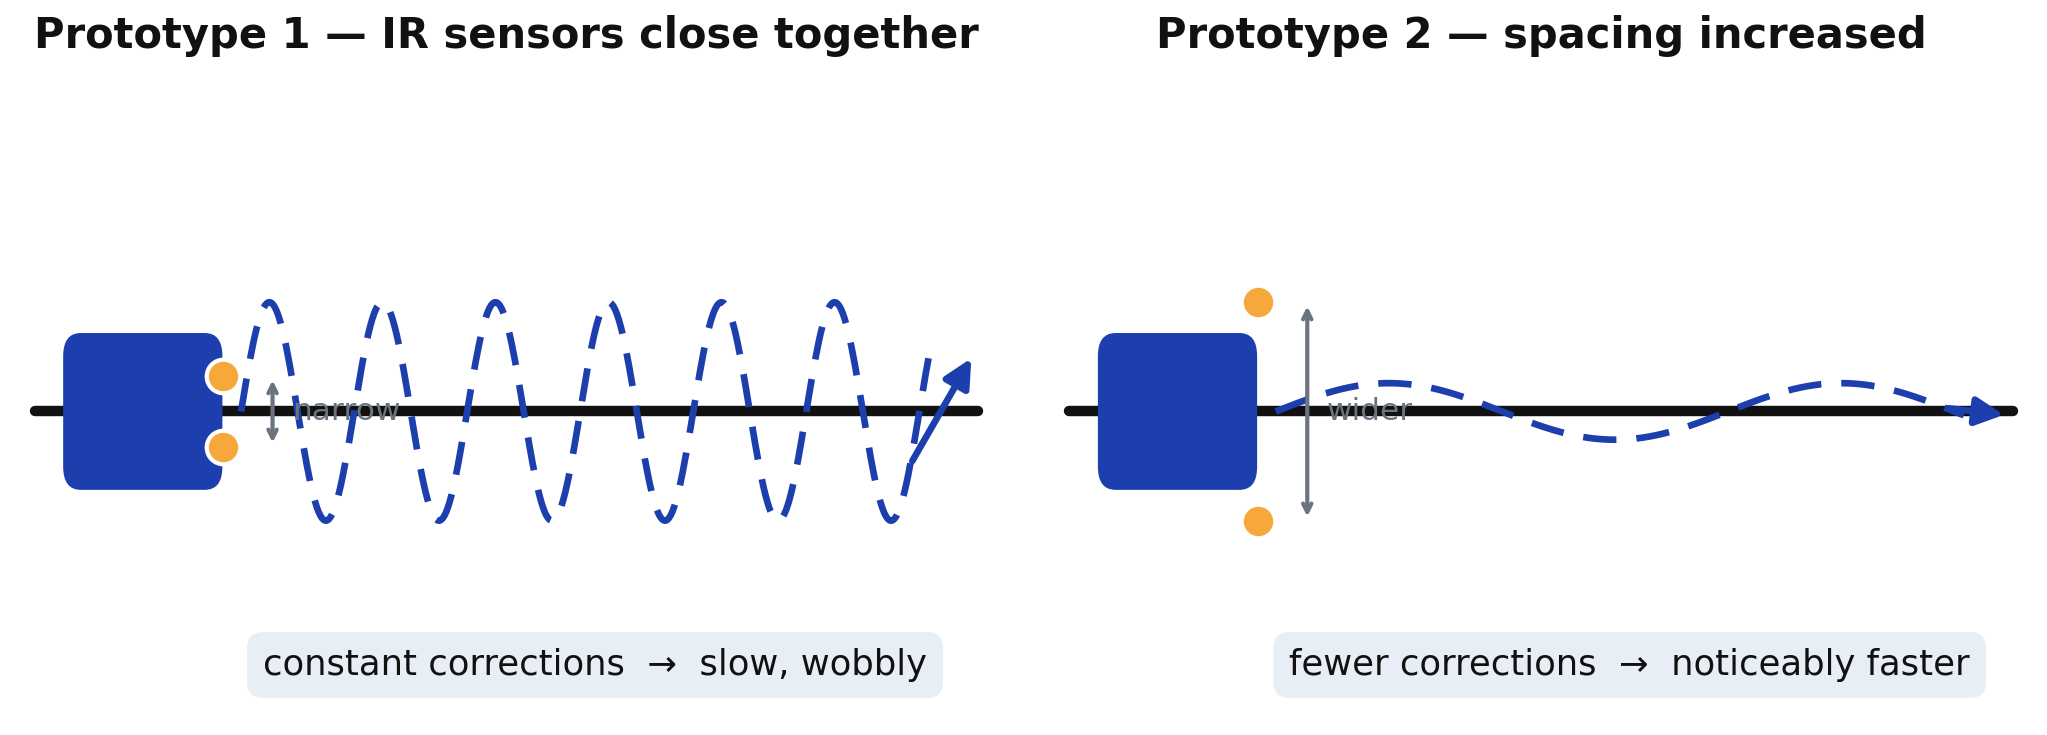 Prototype 1 — IR sensors close together
Prototype 2 — spacing increased
narrow
wider
constant corrections → slow, wobbly
fewer corrections → noticeably faster